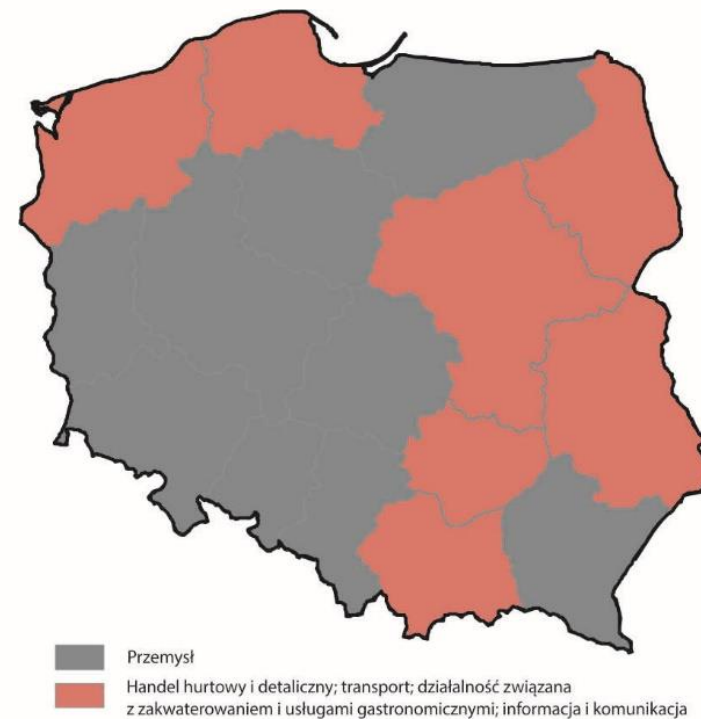 Przemysł
Handel hurtowy i detaliczny; transport; działalność związana
z zakwaterowaniem i usługami gastronomicznymi; informacja i komunikacja